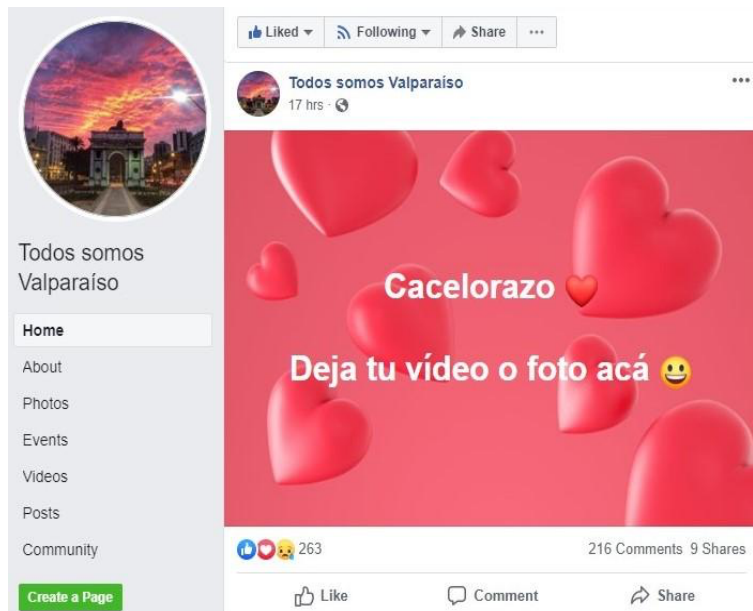 Liked Following Share ...
Todos somos Valparaíso
17 hrs ·
Cacelorazo ❤️
Deja tu vídeo o foto acá 😃
263 216 Comments 9 Shares
Like Comment Share
Todos somos
Valparaíso
Home
About
Photos
Events
Videos
Posts
Community
Create a Page